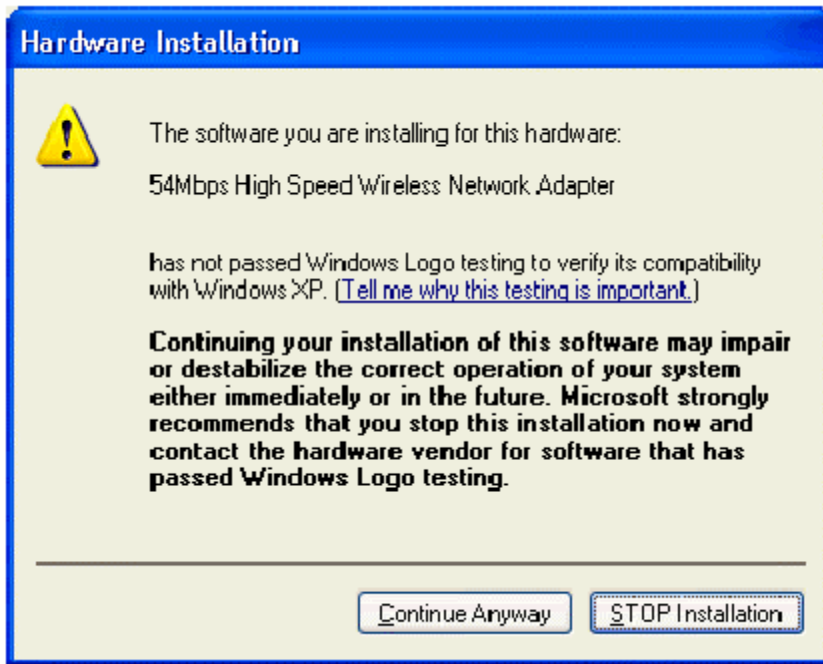 Hardware Installation
The software you are installing for this hardware:
54Mbps High Speed Wireless Network Adapter
has not passed Windows Logo testing to verify its compatibility
with Windows XP. (Tell me why this testing is important.)
Continuing your installation of this software may impair
or destabilize the correct operation of your system
either immediately or in the future. Microsoft strongly
recommends that you stop this installation now and
contact the hardware vendor for software that has
passed Windows Logo testing.
Continue Anyway
STOP Installation